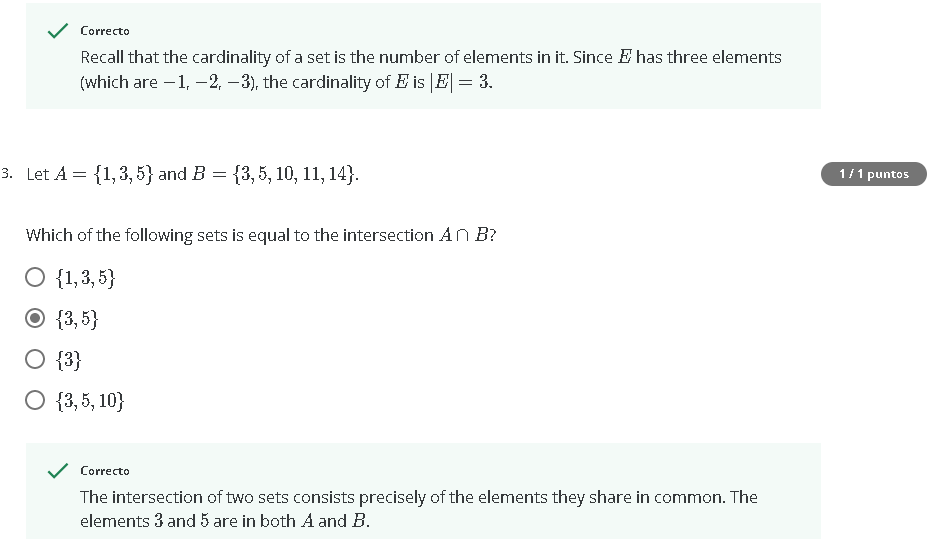 Correcto
Recall that the cardinality of a set is the number of elements in it. Since E has three elements
(which are −1, −2, −3), the cardinality of E is |E| = 3.
3. Let A = {1, 3, 5} and B = {3, 5, 10, 11, 14}.
1 / 1 puntos
Which of the following sets is equal to the intersection A ∩ B?
{1, 3, 5}
{3, 5}
{3}
{3, 5, 10}
Correcto
The intersection of two sets consists precisely of the elements they share in common. The
elements 3 and 5 are in both A and B.